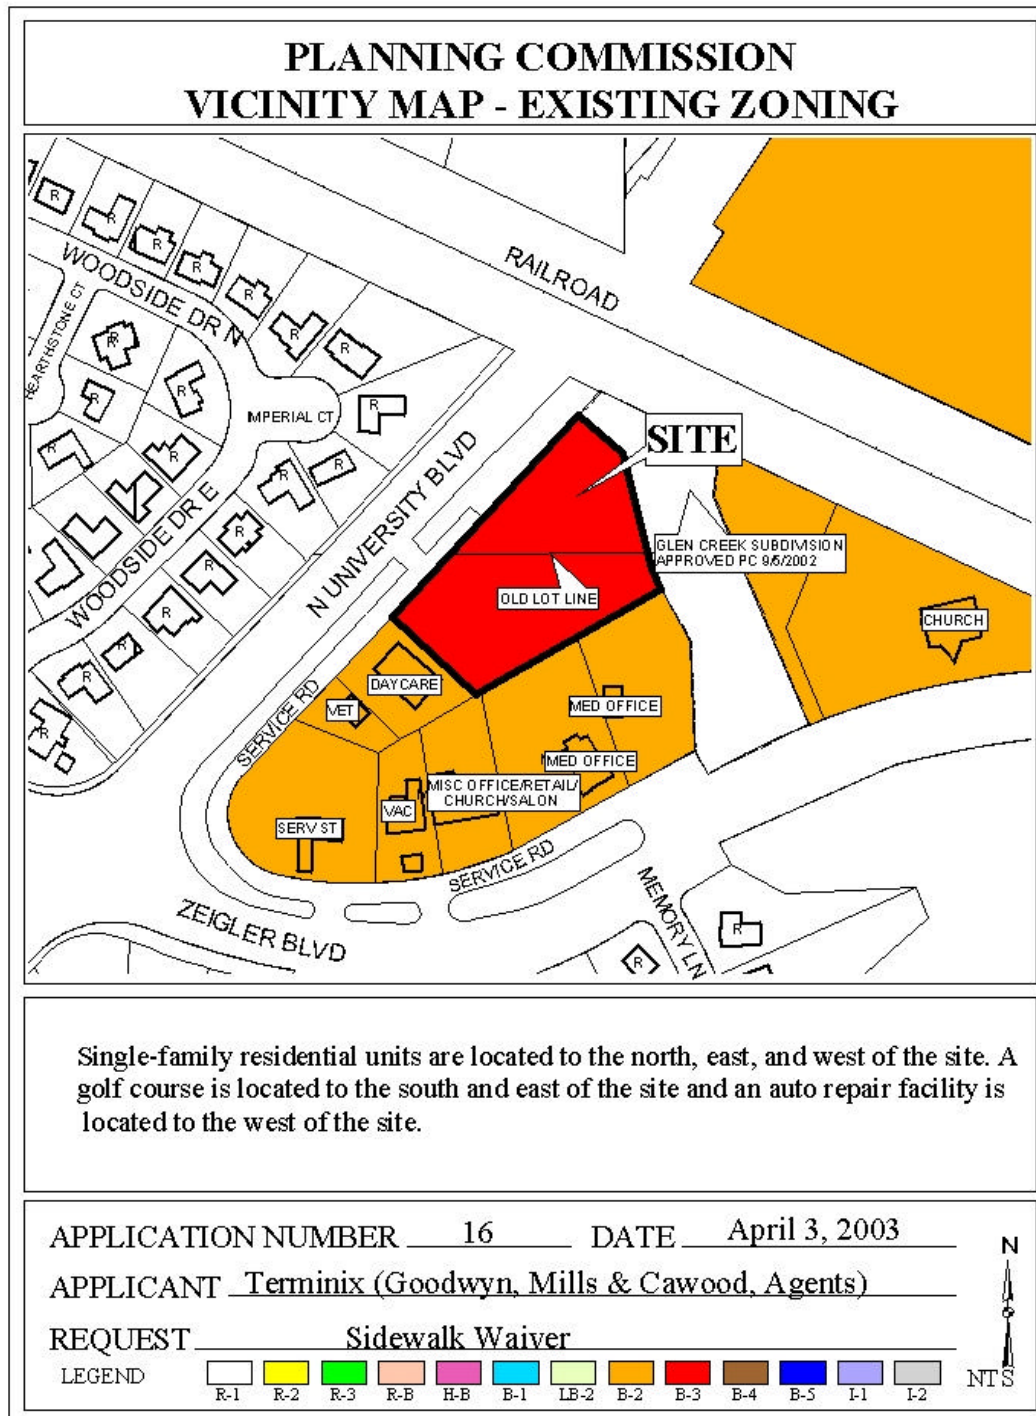 PLANNING COMMISSION
VICINITY MAP - EXISTING ZONING
R
R
R
R
R
R
R
WOODSIDE DR N
HEARTHSTONE CT
RAILROAD
R
R
R
IMPERIAL CT
R
R
R
R
R
R
WOODSIDE DR E
N UNIVERSITY BLVD
SITE
GLEN CREEK SUBDIVISION
APPROVED PC 9/5/2002
OLD LOT LINE
R
R
R
R
R
R
CHURCH
DAYCARE
VET
SERVICE RD
MED OFFICE
MED OFFICE
MISC OFFICE/RETAIL/
CHURCH/SALON
VAC
SERV ST
SERVICE RD
ZEIGLER BLVD
MEMORY LN
R
R
Single-family residential units are located to the north, east, and west of the site. A
golf course is located to the south and east of the site and an auto repair facility is
located to the west of the site.
APPLICATION NUMBER 16 DATE April 3, 2003
APPLICANT Terminix (Goodwyn, Mills & Cawood, Agents)
REQUEST Sidewalk Waiver
N
NTS
LEGEND
R-1 R-2 R-3 R-B H-B B-1 LB-2 B-2 B-3 B-4 B-5 I-1 I-2